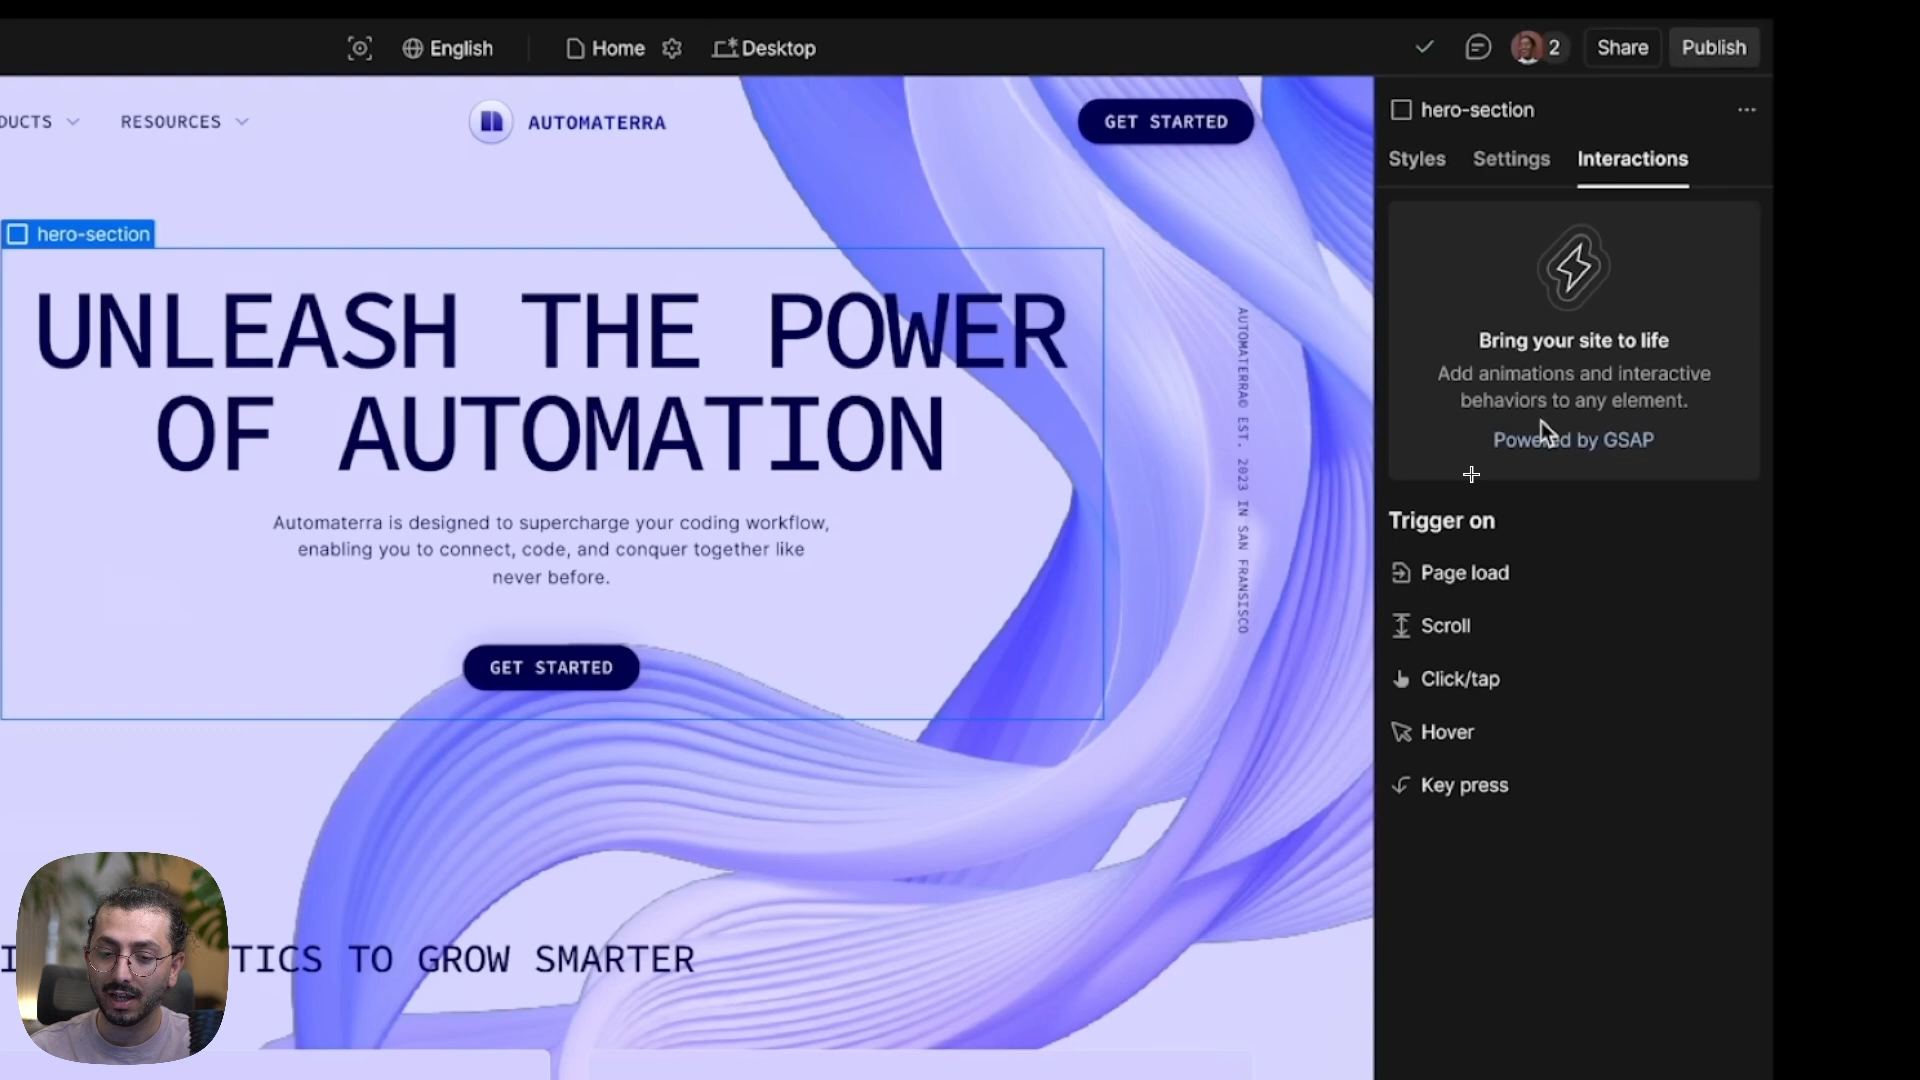 English
Home
Desktop
2
Share
Publish
RESOURCES
AUTOMATERRA
GET STARTED
hero-section
UNLEASH THE POWER
OF AUTOMATION
Automaterra is designed to supercharge your coding workflow,
enabling you to connect, code, and conquer together like
never before.
GET STARTED
AUTOMATERRA© EST. 2023 IN SAN FRANSISCO
TO GROW SMARTER
hero-section
Styles
Settings
Interactions
Bring your site to life
Add animations and interactive
behaviors to any element.
Powered by GSAP
Trigger on
Page load
Scroll
Click/tap
Hover
Key press